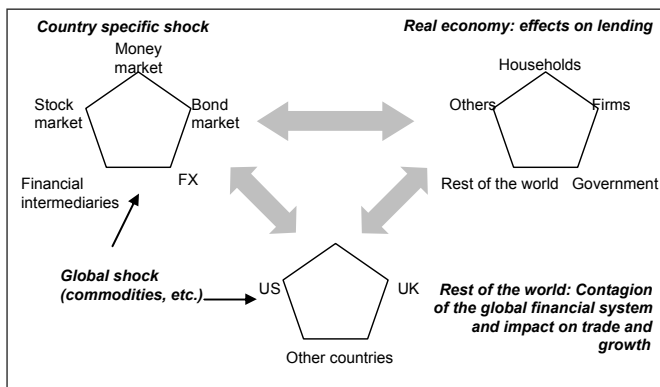 Country specific shock
Real economy: effects on lending
Money
market
Households
Stock
market
Bond
market
Others
Firms
Financial
intermediaries
FX
Rest of the world
Government
Global shock
(commodities, etc.)
US
UK
Rest of the world: Contagion
of the global financial system
and impact on trade and
growth
Other countries